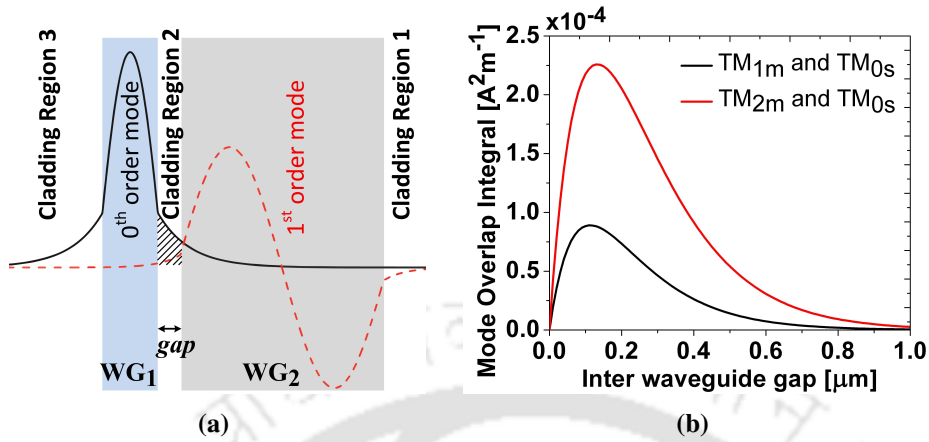 (a)
Cladding Region 3
0th order mode
Cladding Region 2
1st order mode
Cladding Region 1
gap
WG1
WG2
(b)
×10-4
Mode Overlap Integral [A2m-1]
2.5
2.0
1.5
1.0
0.5
0.0
TM1m and TM0s
TM2m and TM0s
0.0 0.2 0.4 0.6 0.8 1.0
Inter waveguide gap [μm]
(a)
(b)